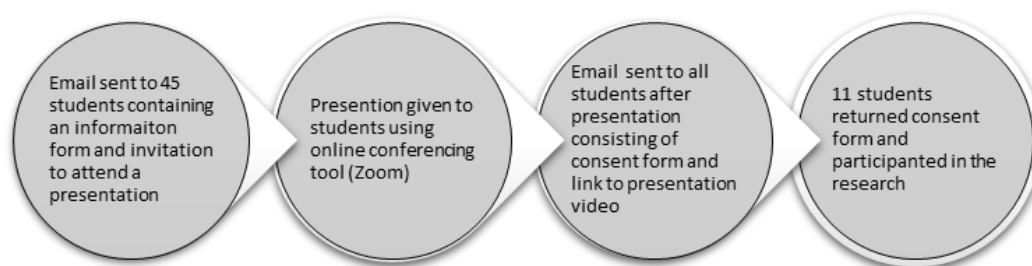 Email sent to 45
students containing
an informaiton
form and invitation
to attend a
presentation
Presention given to
students using
online conferencing
tool (Zoom)
Email sent to all
students after
presentation
consisting of
consent form and
link to presentation
video
11 students
returned consent
form and
participanted in the
research